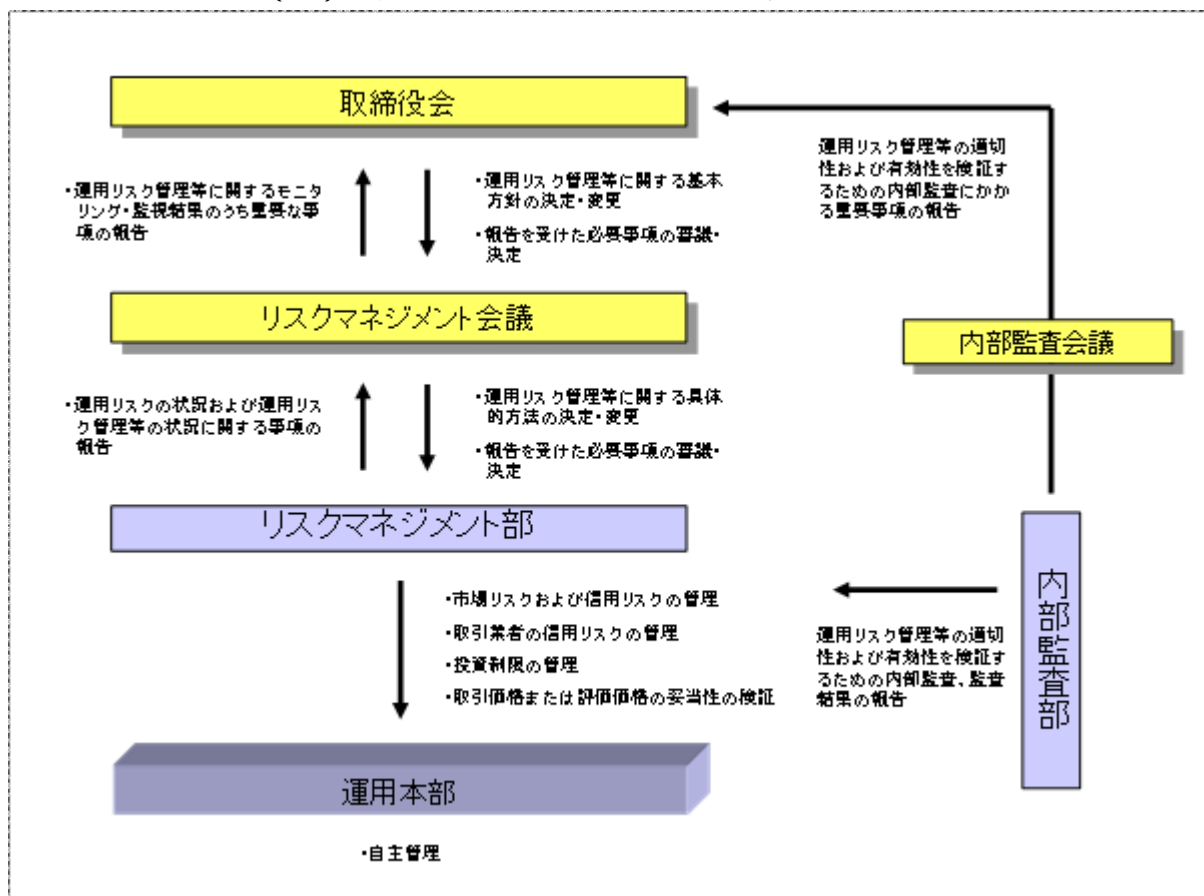 取締役会
・運用リスク管理等に関するモニ
タリング・監視結果のうち重要な事
項の報告
・運用リスク管理等に関する基本
方針の決定・変更
・報告を受けた必要事項の審議・
決定
運用リスク管理等の適切
性および有効性を検証す
るための内部監査にかか
る重要事項の報告
リスクマネジメント会議
内部監査会議
・運用リスクの状況および運用リス
ク管理等の状況に関する事項の
報告
・運用リスク管理等に関する具体
的方法の決定・変更
・報告を受けた必要事項の審議・
決定
リスクマネジメント部
・市場リスクおよび信用リスクの管理
・取引業者の信用リスクの管理
・投資制限の管理
・取引価格または評価価格の妥当性の検証
運用リスク管理等の適切
性および有効性を検証す
るための内部監査、監査
結果の報告
内部監査部
運用本部
・自主管理